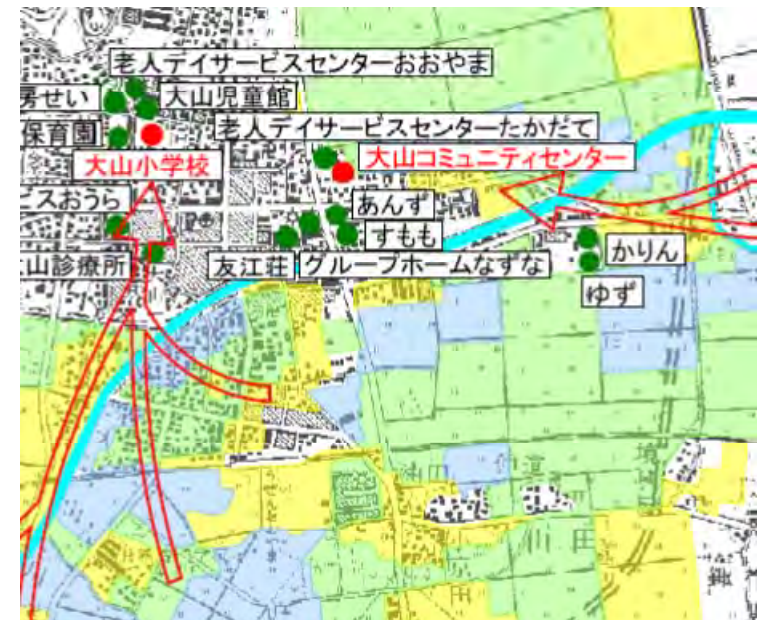 老人デイサービスセンターおおやま
房せい
大山児童館
保育園
老人デイサービスセンターたかだて
大山小学校
大山コミュニティセンター
ビスおうら
あんず
すもも
山診療所
友江荘
グループホームなずな
かりん
ゆず